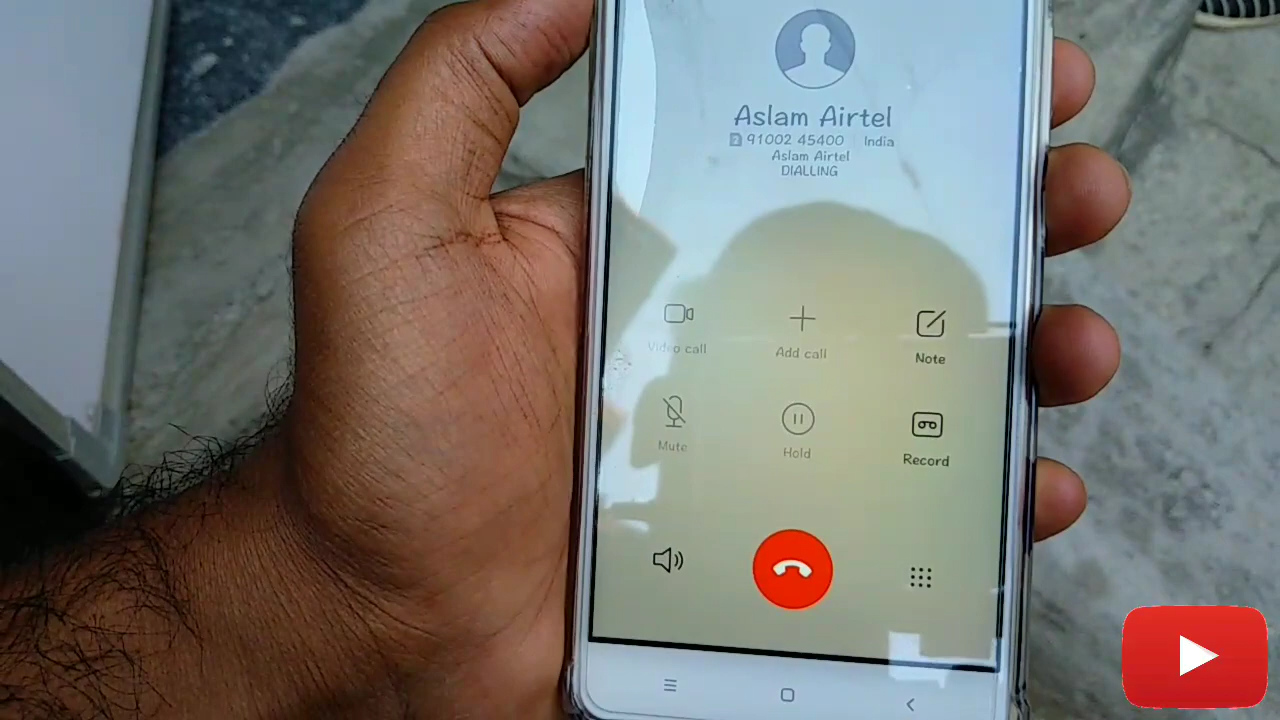 Aslam Airtel
91002 45400 India
Aslam Airtel
DIALLING
Video call Add call Note
Mute Hold Record